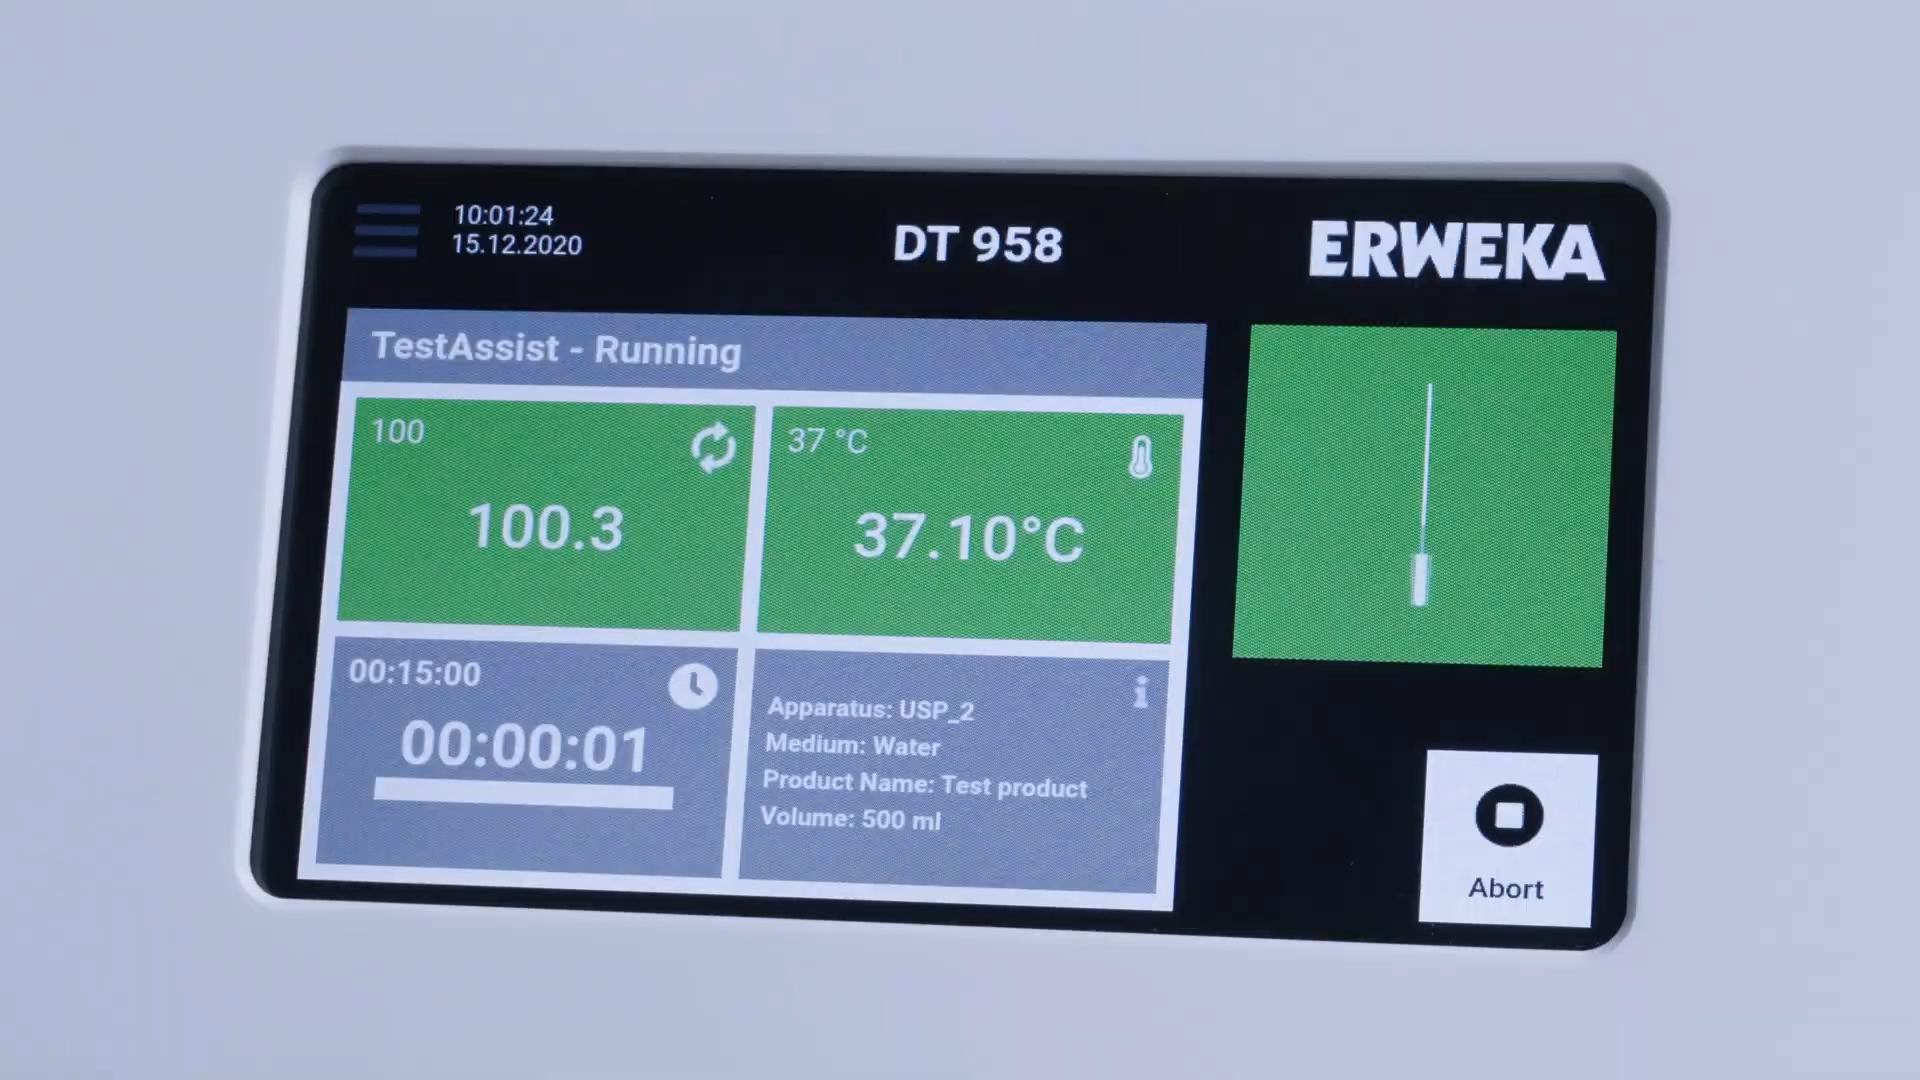 10:01:24
15.12.2020
DT 958
ERWEKA
TestAssist - Running
100
100.3
37 °C
37.10°C
00:15:00
00:00:01
Apparatus: USP_2
Medium: Water
Product Name: Test product
Volume: 500 ml
Abort